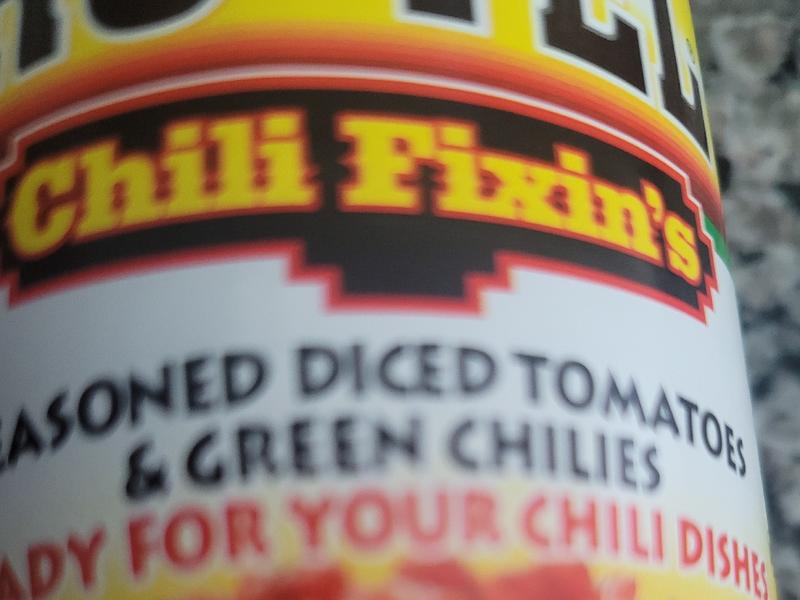 Chili Fixin's
EASONED DICED TOMATOES
& GREEN CHILIES
ADY FOR YOUR CHILI DISHES